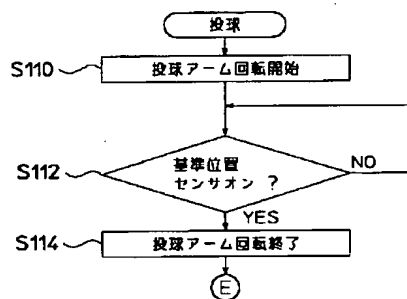 投球
S110
投球アーム回転開始
S112
基準位置
センサオン ?
NO
YES
S114
投球アーム回転終了
E